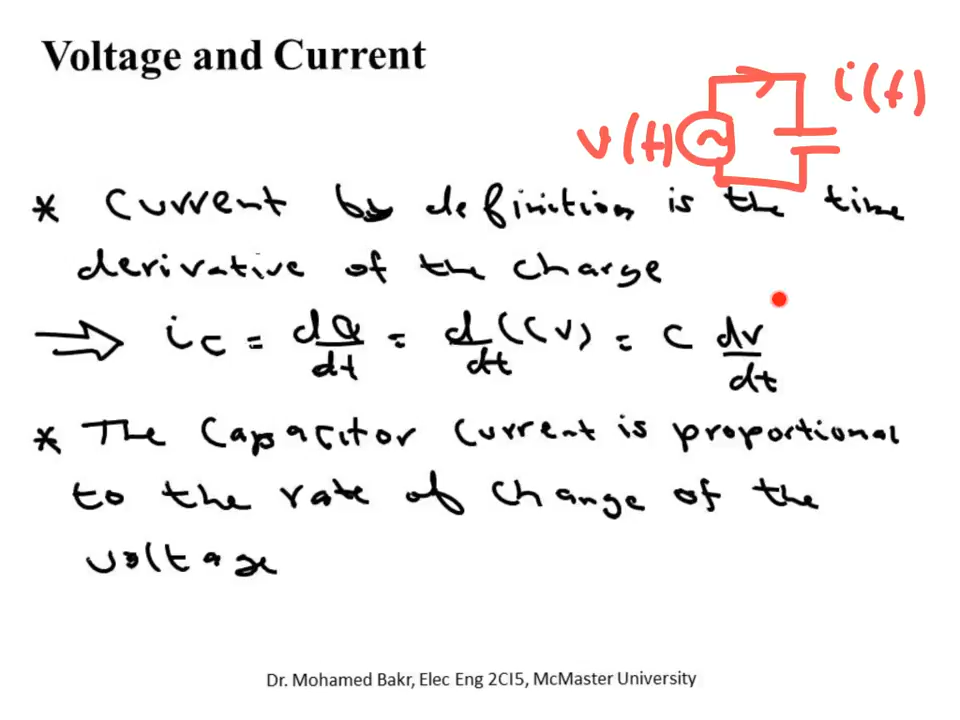 Voltage and Current
i(t)
v(t)
* Current by definition is the time
derivative of the charge
⇒ i_c = dQ/dt = d/dt (CV) = C dv/dt
* The Capacitor Current is proportional
to the rate of change of the
voltage
Dr. Mohamed Bakr, Elec Eng 2CI5, McMaster University